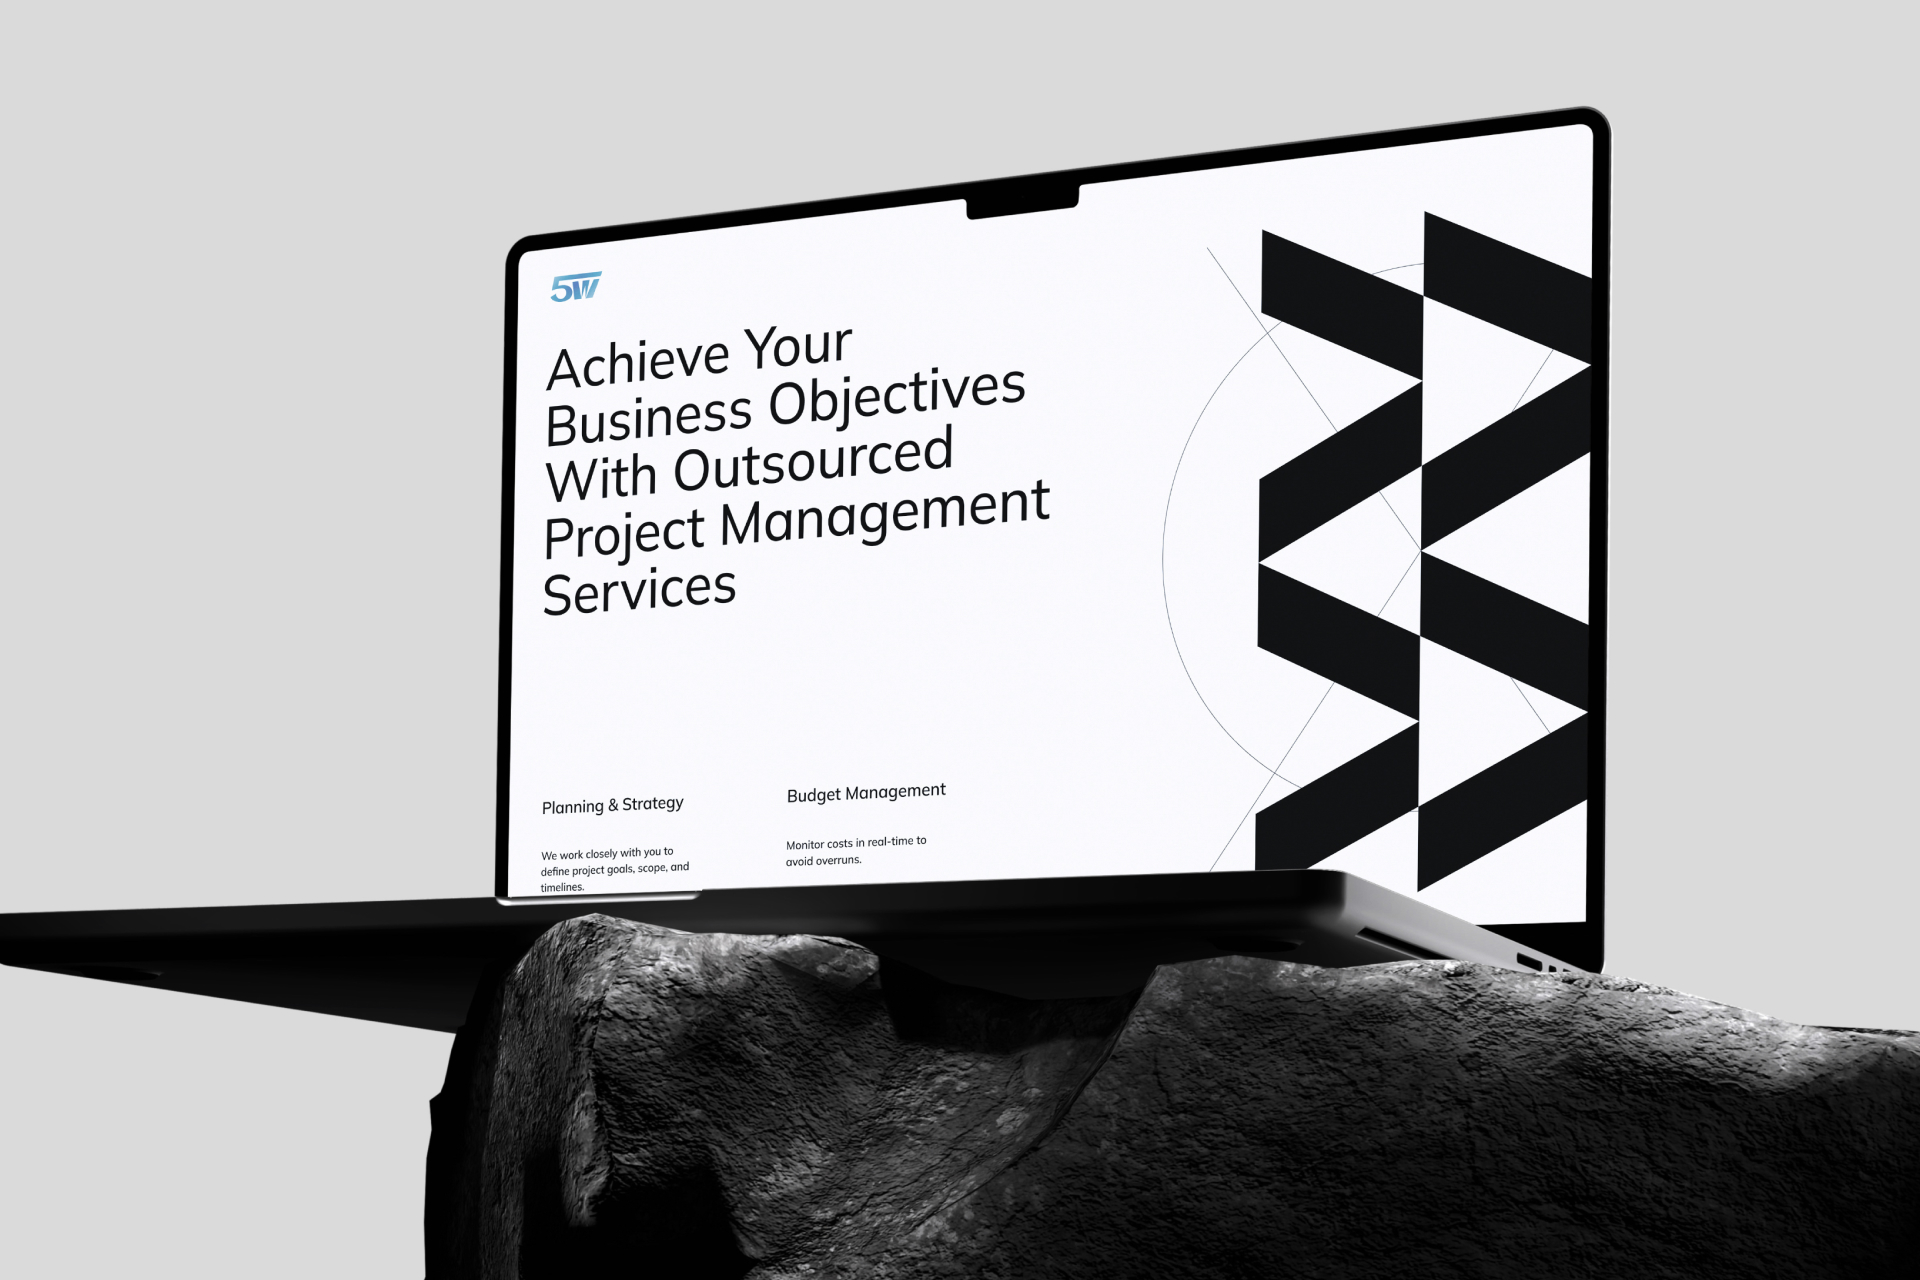 5W
Achieve Your
Business Objectives
With Outsourced
Project Management
Services
Planning & Strategy
We work closely with you to
define project goals, scope, and
timelines.
Budget Management
Monitor costs in real-time to
avoid overruns.